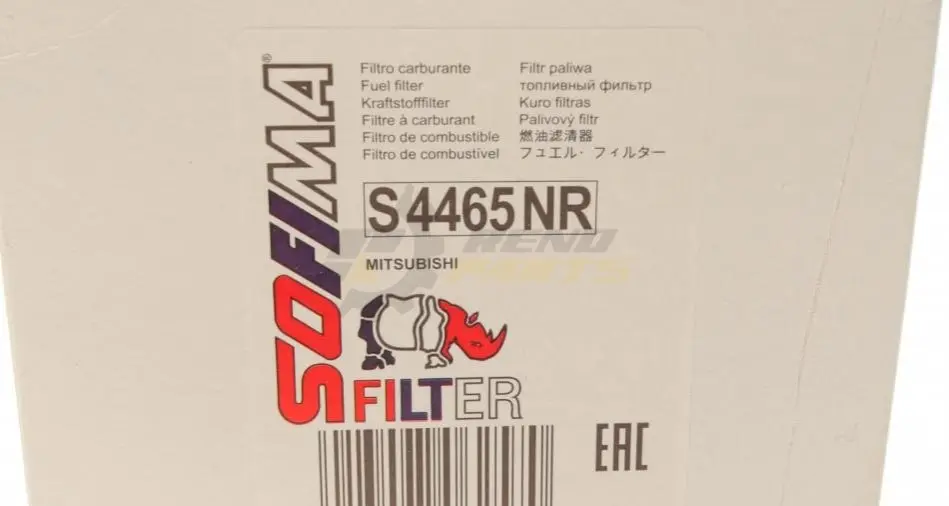 SOFIMA®
Filtro carburante
Fuel filter
Kraftstofffilter
Filtre à carburant
Filtro de combustible
Filtro de combustível
Filtr paliwa
топливный фильтр
Kuro filtras
Palivový filtr
燃油滤清器
フュエル・フィルター
S 4465 NR
MITSUBISHI
RENO
PARTS
FILTER
EAC